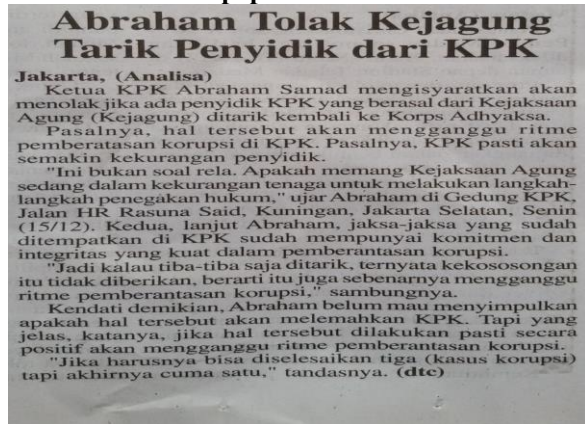 Abraham Tolak Kejagung
Tarik Penyidik dari KPK
Jakarta, (Analisa)
Ketua KPK Abraham Samad mengisyaratkan akan
menolak jika ada penyidik KPK yang berasal dari Kejaksaan
Agung (Kejagung) ditarik kembali ke Korps Adhyaksa.
Pasalnya, hal tersebut akan mengganggu ritme
pemberatasan korupsi di KPK. Pasalnya, KPK pasti akan
semakin kekurangan penyidik.
"Ini bukan soal rela. Apakah memang Kejaksaan Agung
sedang dalam kekurangan tenaga untuk melakukan langkah-
langkah penegakan hukum," ujar Abraham di Gedung KPK,
Jalan HR Rasuna Said, Kuningan, Jakarta Selatan, Senin
(15/12). Kedua, lanjut Abraham, jaksa-jaksa yang sudah
ditempatkan di KPK sudah mempunyai komitmen dan
integritas yang kuat dalam pemberantasan korupsi.
"Jadi kalau tiba-tiba saja ditarik, ternyata kekososongan
itu tidak diberikan, berarti itu juga sebenarnya mengganggu
ritme pemberantasan korupsi," sambungnya.
Kendati demikian, Abraham belum mau menyimpulkan
apakah hal tersebut akan melemahkan KPK. Tapi yang
jelas, katanya, jika hal tersebut dilakukan pasti secara
positif akan mengganggu ritme pemberantasan korupsi.
"Jika harusnya bisa diselesaikan tiga (kasus korupsi)
tapi akhirnya cuma satu," tandasnya. (dtc)